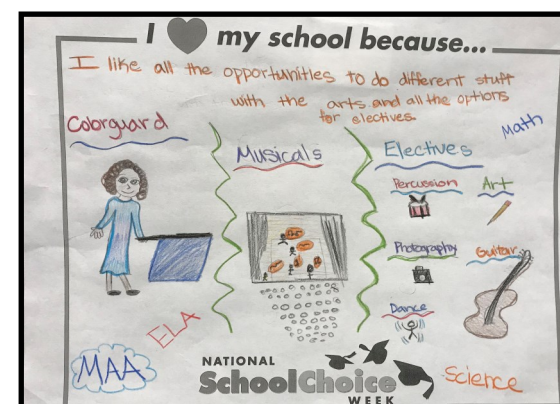 I ♥ my school because...
I like all the opportunities to do different stuff
with the arts and all the options
for electives.
Math
Colorguard
Musicals
Electives
Percussion
Art
Photography
Guitar
Dance
ELA
MAA
NATIONAL
SchoolChoice
WEEK
Science